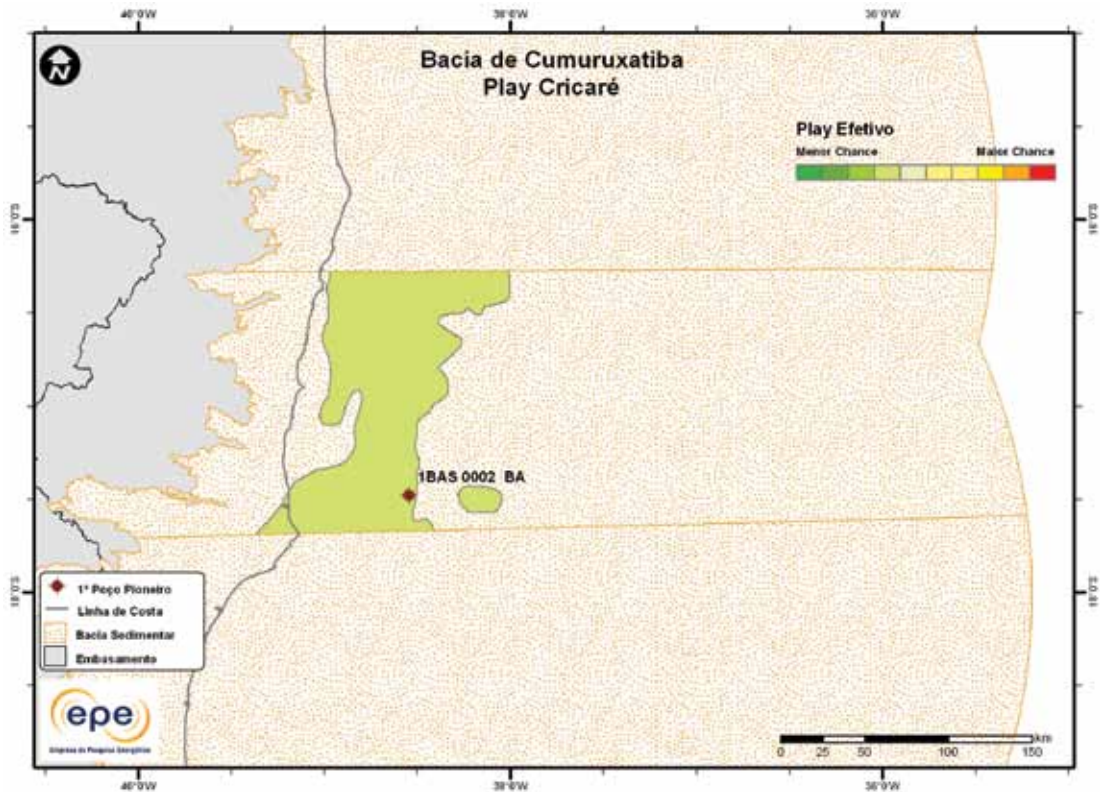 40°0'W 38°0'W 36°0'W
N
Bacia de Cumuruxatiba
Play Cricaré
Play Efetivo
Menor Chance Maior Chance
1BAS 0002 BA
1º Poço Pioneiro
Linha de Costa
Bacia Sedimentar
Embasamento
epe
Empresa de Pesquisa Energética
km
0 25 50 100 150
40°0'W 38°0'W 36°0'W